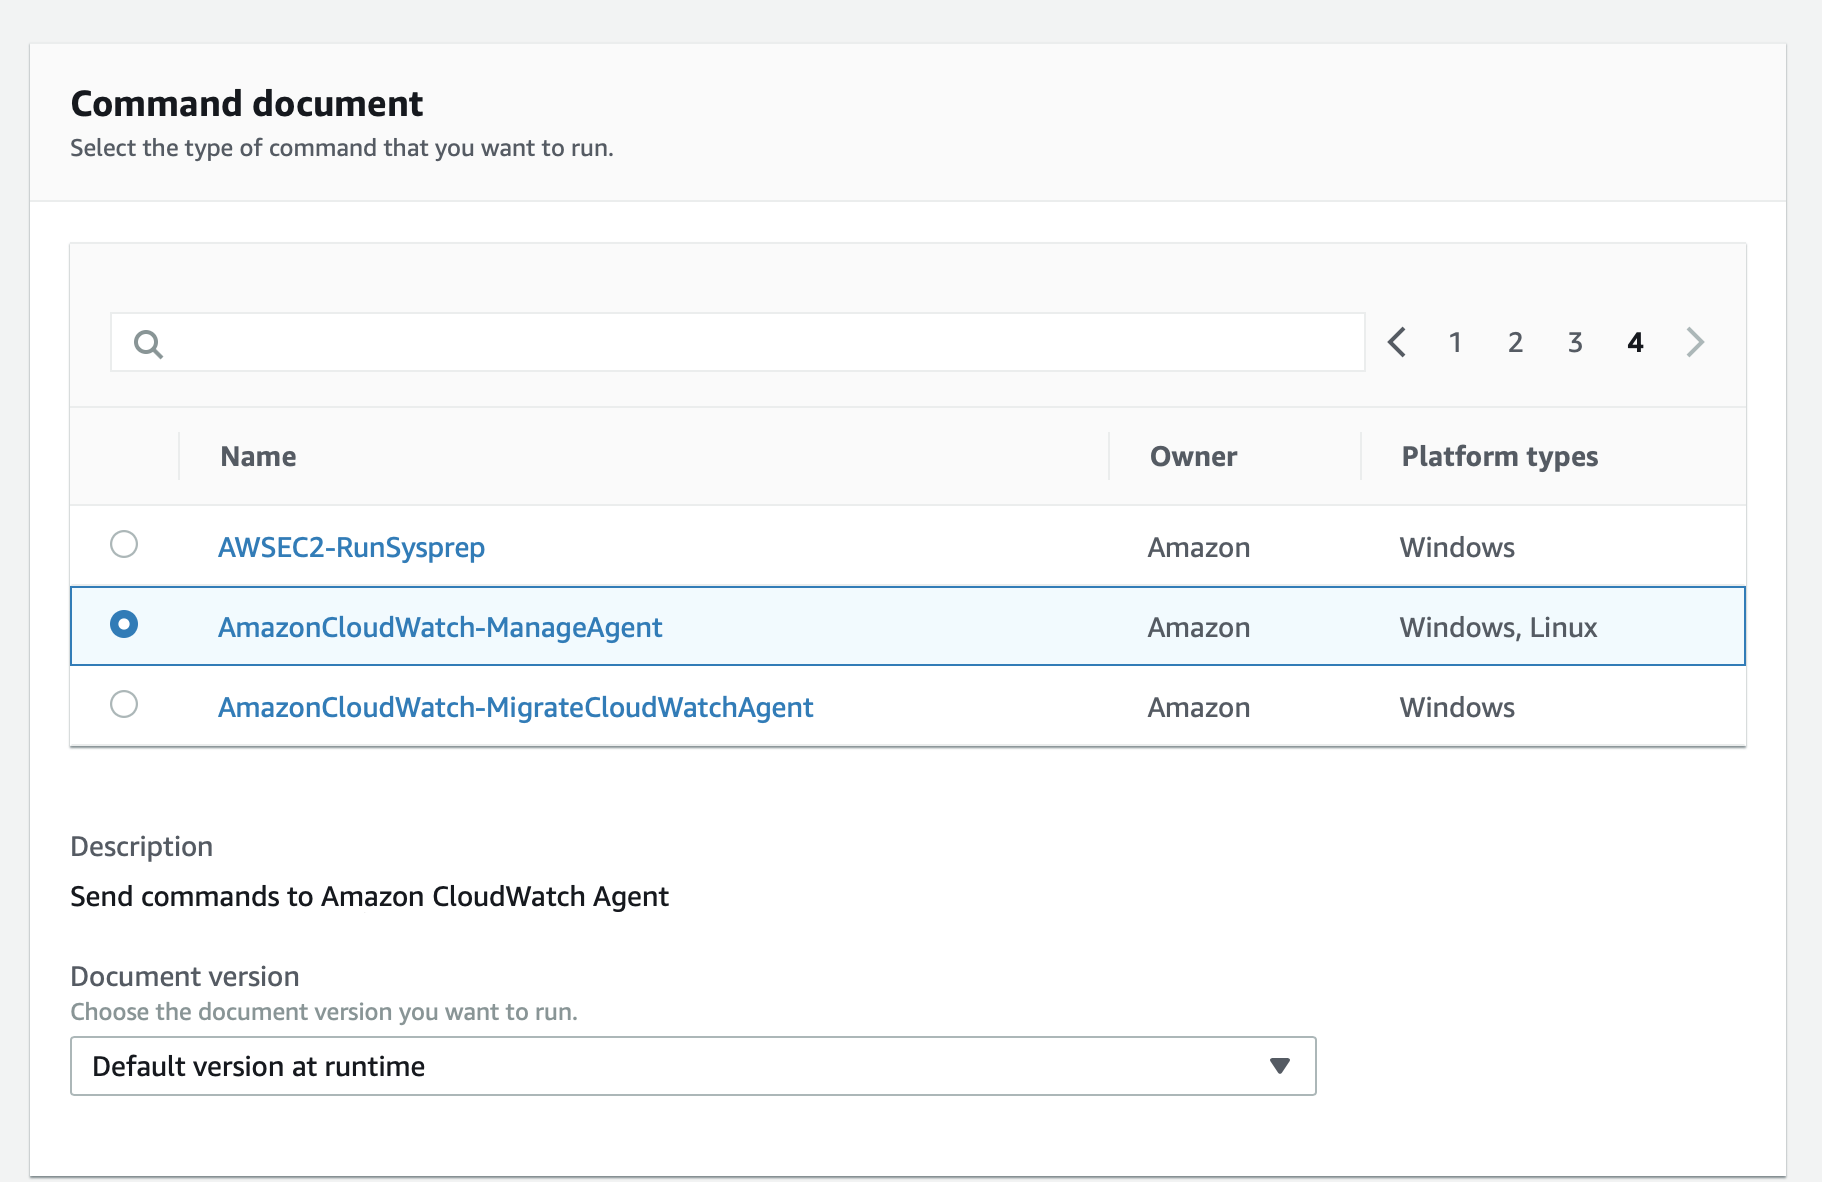 Command document
Select the type of command that you want to run.
1 2 3 4
Name Owner Platform types
AWSEC2-RunSysprep Amazon Windows
AmazonCloudWatch-ManageAgent Amazon Windows, Linux
AmazonCloudWatch-MigrateCloudWatchAgent Amazon Windows
Description
Send commands to Amazon CloudWatch Agent
Document version
Choose the document version you want to run.
Default version at runtime